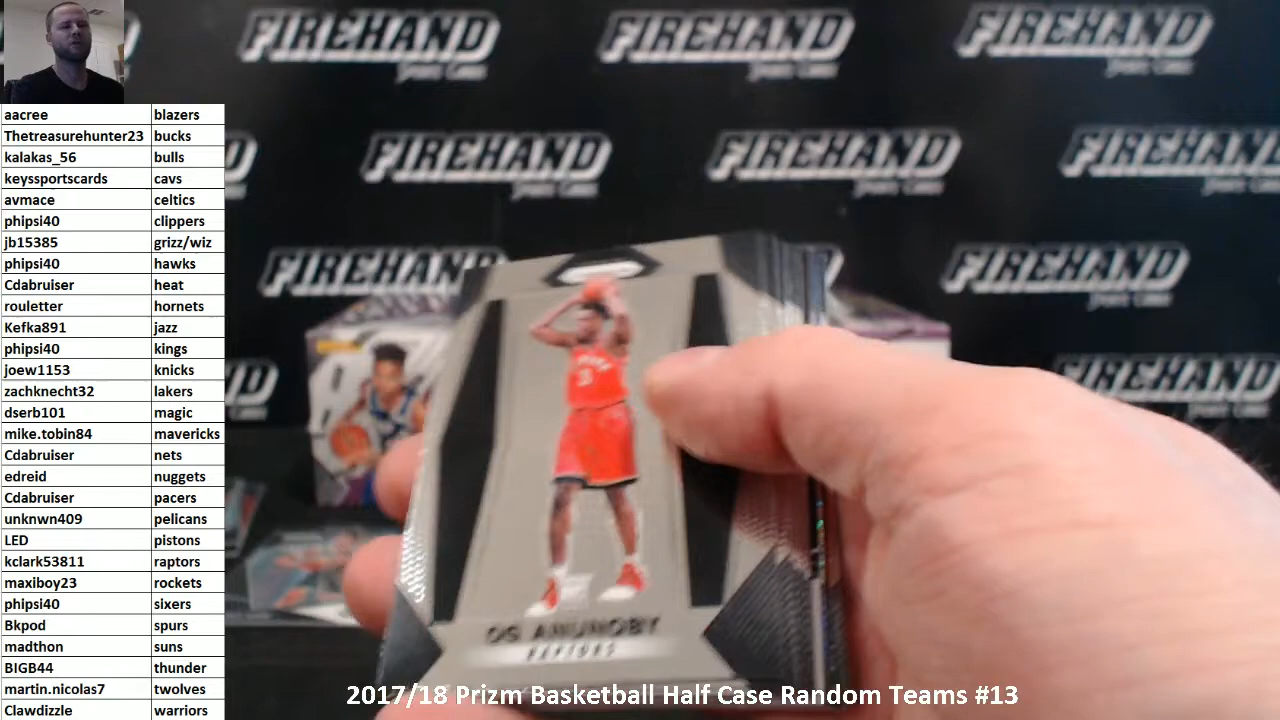 FIREHAND FIREHAND FIREHAND
FIREHAND FIREHAND FIREHAND
FIREHAND FIREHAND
FIREHAND
aacree blazers
Thetreasurehunter23 bucks
kalakas_56 bulls
keyssportscards cavs
avmace celtics
phipsi40 clippers
jb15385 grizz/wiz
phipsi40 hawks
Cdabruiser heat
rouletter hornets
Kefka891 jazz
phipsi40 kings
joew1153 knicks
zachknecht32 lakers
dserb101 magic
mike.tobin84 mavericks
Cdabruiser nets
edreid nuggets
Cdabruiser pacers
unknwn409 pelicans
LED pistons
kclark53811 raptors
maxiboy23 rockets
phipsi40 sixers
Bkpod spurs
madthon suns
BIGB44 thunder
martin.nicolas7 twolves
Clawdizzle warriors
OG ANUNOBY
RAPTORS
2017/18 Prizm Basketball Half Case Random Teams #13